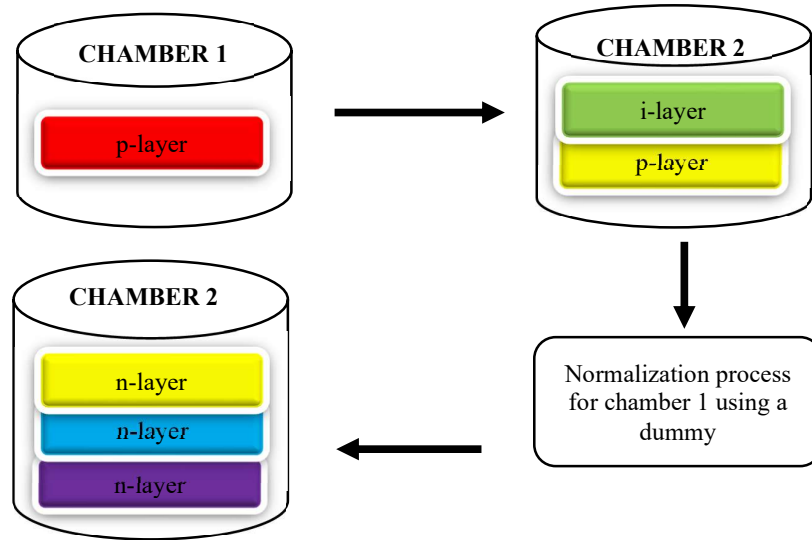 CHAMBER 1
p-layer
CHAMBER 2
i-layer
p-layer
Normalization process
for chamber 1 using a
dummy
CHAMBER 2
n-layer
n-layer
n-layer